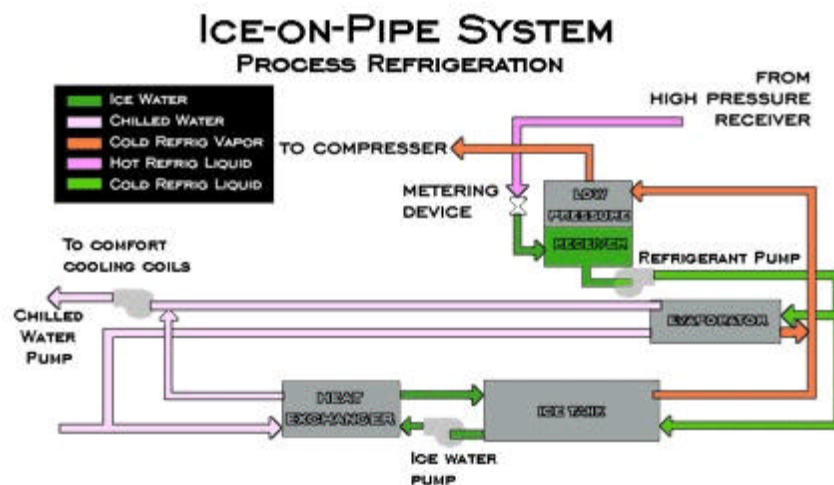 ICE-ON-PIPE SYSTEM
PROCESS REFRIGERATION
ICE WATER
CHILLED WATER
COLD REFRIG VAPOR
HOT REFRIG LIQUID
COLD REFRIG LIQUID
FROM
HIGH PRESSURE
RECEIVER
TO COMPRESSER
METERING
DEVICE
LOW
PRESSURE
RECEIVER
REFRIGERANT PUMP
TO COMFORT
COOLING COILS
CHILLED
WATER
PUMP
EVAPORATOR
HEAT
EXCHANGER
ICE TANK
ICE WATER
PUMP